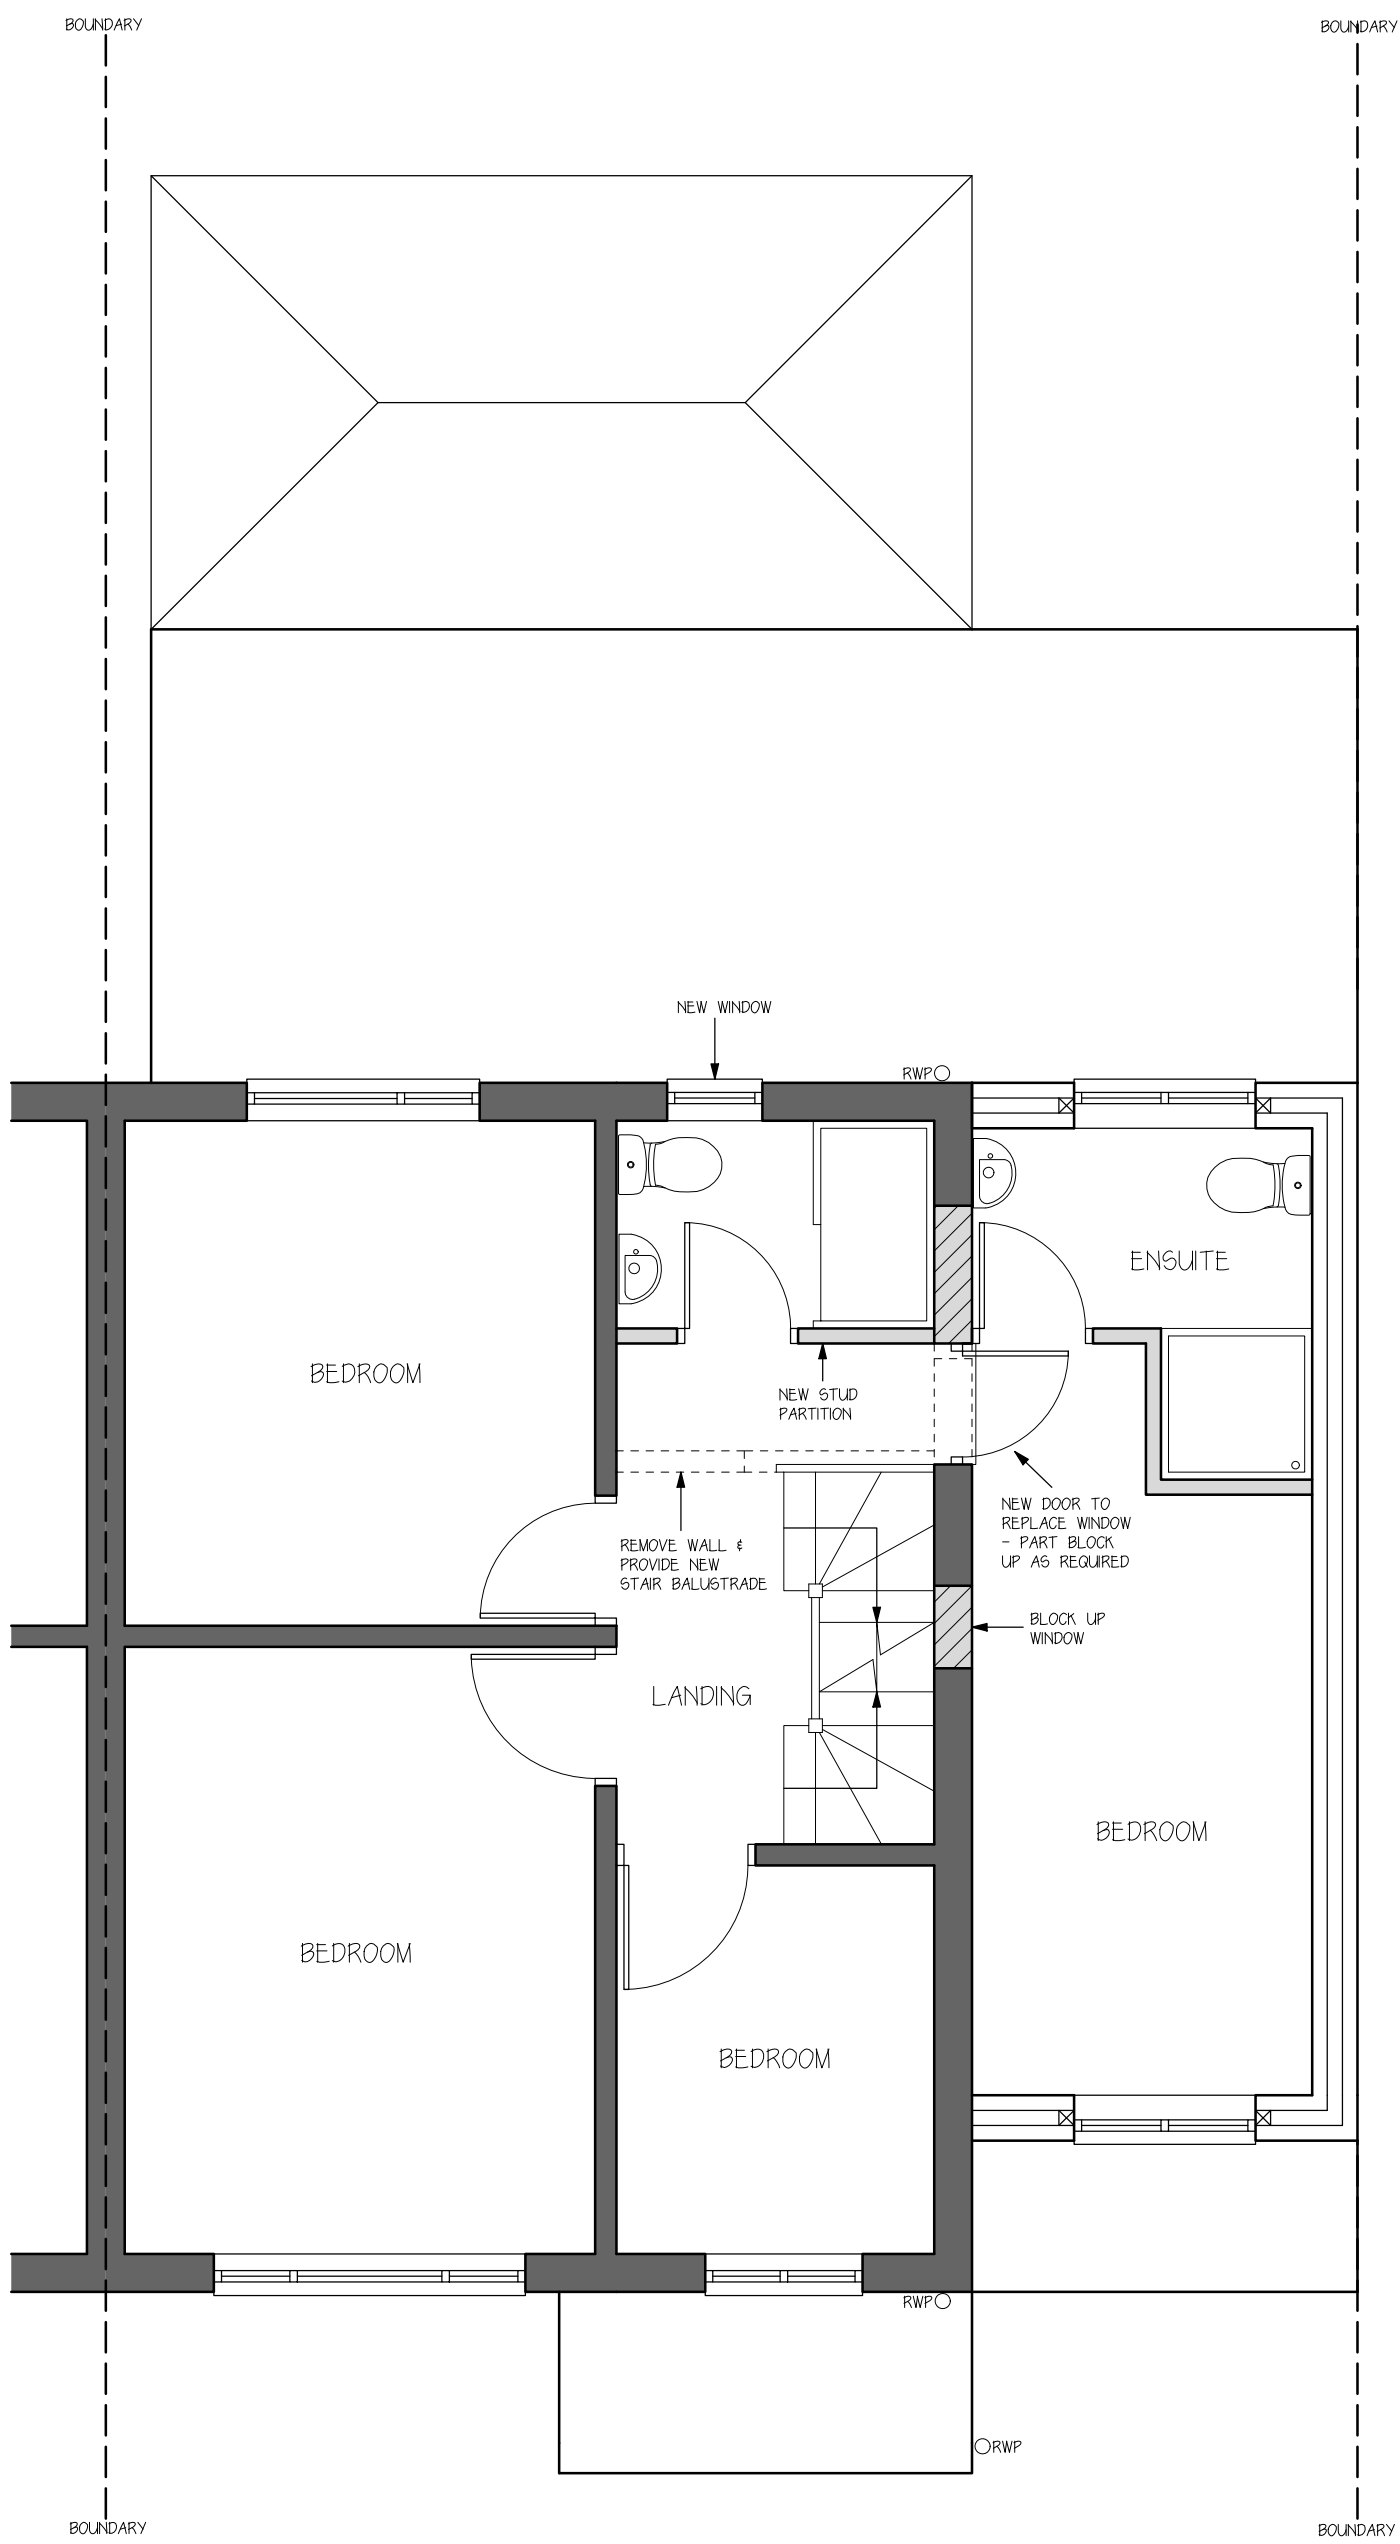 BOUNDARY
BOUNDARY
NEW WINDOW
RWP
ENSUITE
BEDROOM
NEW STUD
PARTITION
REMOVE WALL &
PROVIDE NEW
STAIR BALUSTRADE
NEW DOOR TO
REPLACE WINDOW
- PART BLOCK
UP AS REQUIRED
BLOCK UP
WINDOW
LANDING
BEDROOM
BEDROOM
BEDROOM
RWP
RWP
BOUNDARY
BOUNDARY